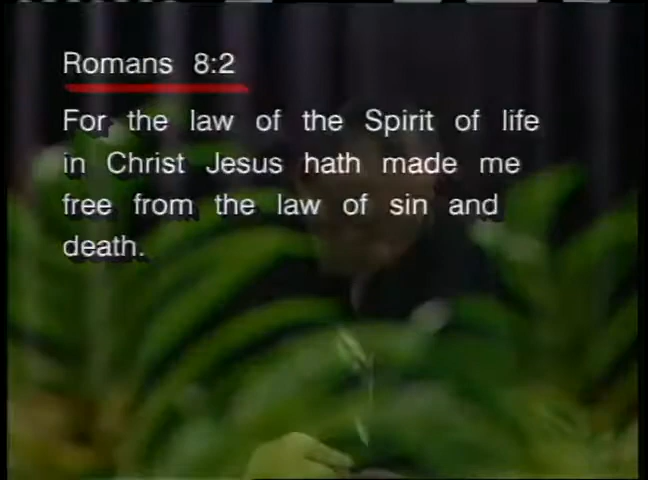 Romans 8:2
For the law of the Spirit of life
in Christ Jesus hath made me
free from the law of sin and
death.